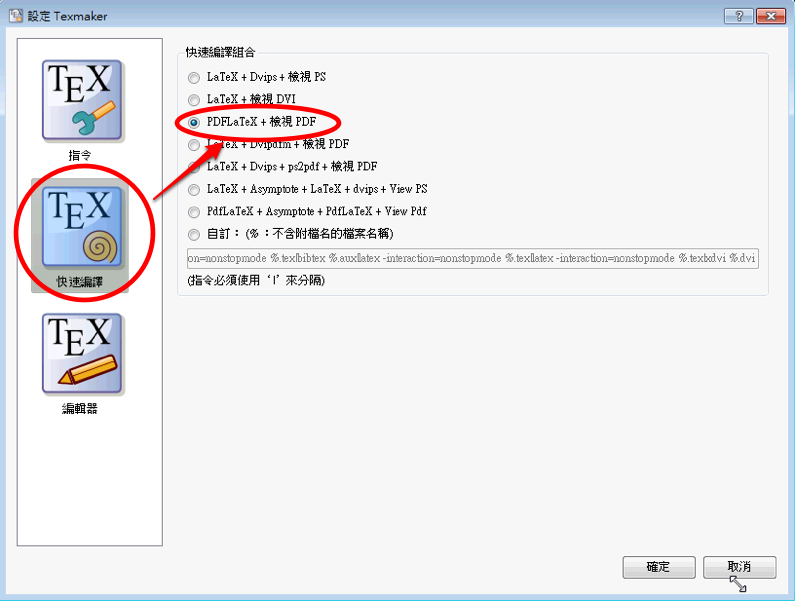 設定 Texmaker
TEX
指令
TEX
快速編譯
TEX
編輯器
快速編譯組合
LaTeX + Dvips + 檢視 PS
LaTeX + 檢視 DVI
PDFLaTeX + 檢視 PDF
LaTeX + Dvipdfm + 檢視 PDF
LaTeX + Dvips + ps2pdf + 檢視 PDF
LaTeX + Asymptote + LaTeX + dvips + View PS
PdfLaTeX + Asymptote + PdfLaTeX + View Pdf
自訂： (% ：不含附檔名的檔案名稱)
on=nonstopmode %.tex|bibtex %.aux|latex -interaction=nonstopmode %.tex|latex -interaction=nonstopmode %.tex|xdvi %.dvi
(指令必須使用‘|’來分隔)
確定
取消